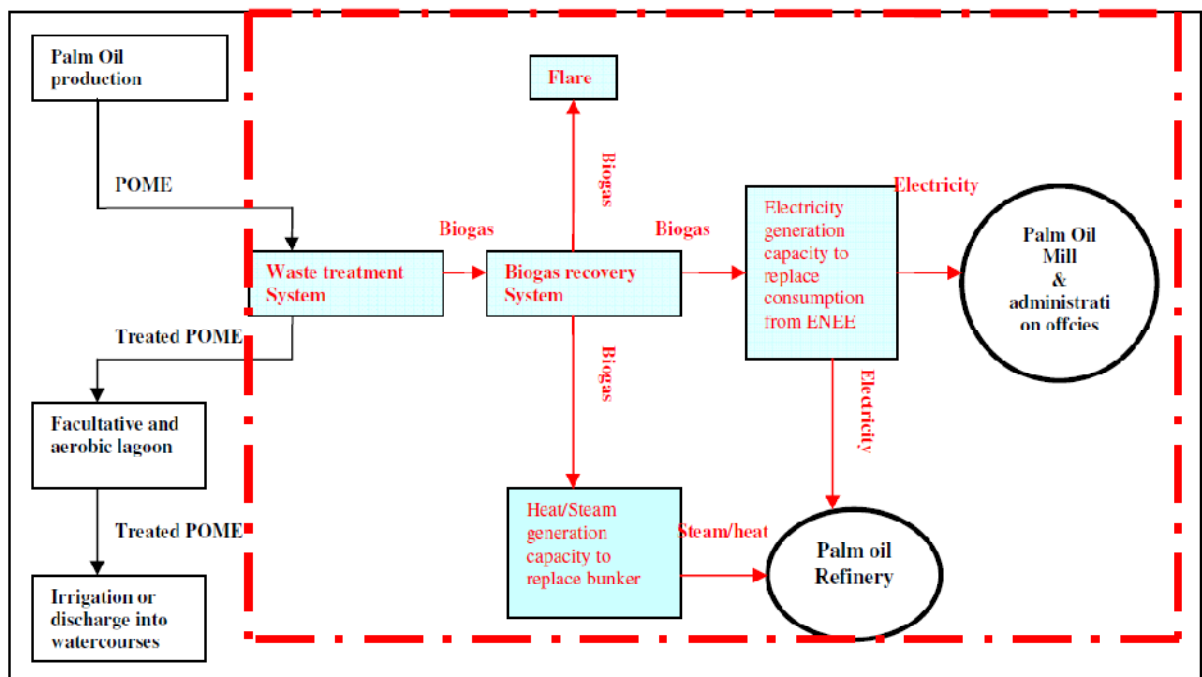 Palm Oil
production
Flare
Biogas
POME
Electricity
Biogas
Biogas
Waste treatment
System
Biogas recovery
System
Electricity
generation
capacity to
replace
consumption
from ENEE
Palm Oil
Mill
&
administrati
on offcies
Treated POME
Biogas
Electricity
Facultative and
aerobic lagoon
Treated POME
Heat/Steam
generation
capacity to
replace bunker
Steam/heat
Palm oil
Refinery
Irrigation or
discharge into
watercourses